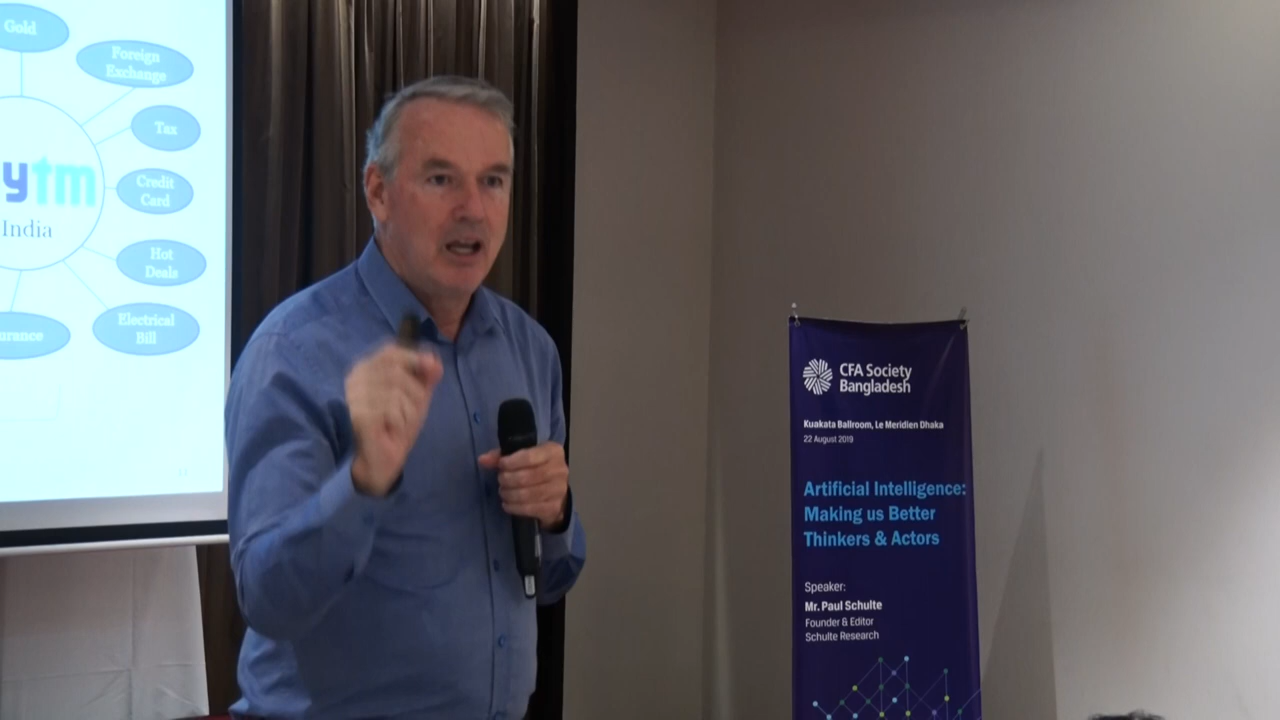 Gold
Foreign
Exchange
Tax
Credit
Card
ytm
India
Hot
Deals
urance
Electrical
Bill
CFA Society
Bangladesh
Kuakata Ballroom, Le Meridien Dhaka
22 August 2019
Artificial Intelligence:
Making us Better
Thinkers & Actors
Speaker:
Mr. Paul Schulte
Founder & Editor
Schulte Research